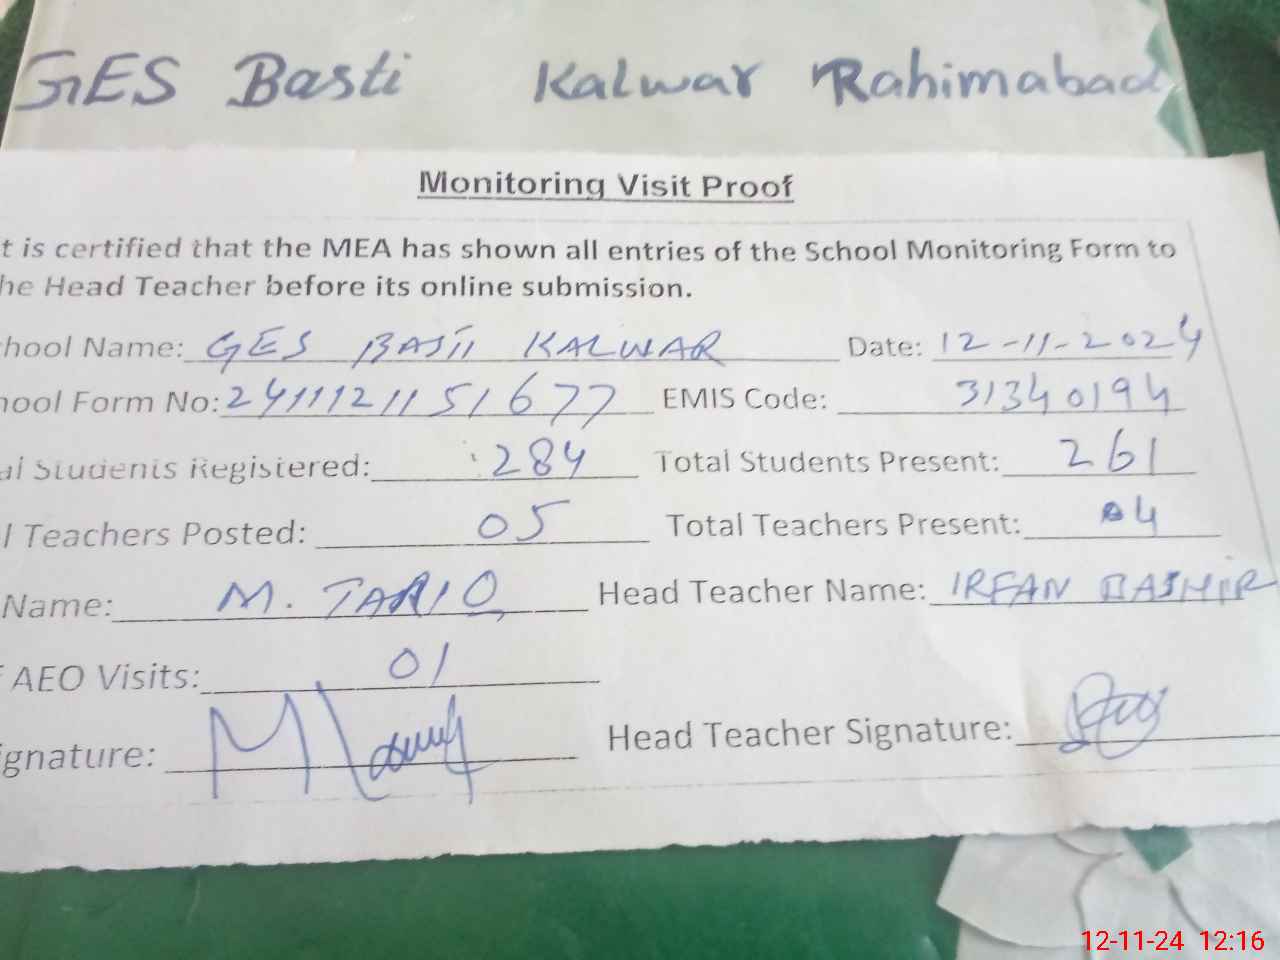 GES Basti Kalwar Rahimabad
Monitoring Visit Proof
t is certified that the MEA has shown all entries of the School Monitoring Form to
he Head Teacher before its online submission.
hool Name: GES BASTI KALWAR Date: 12-11-2024
hool Form No: 2411121151677 EMIS Code: 31340194
al Students Registered: 284 Total Students Present: 261
l Teachers Posted: 05 Total Teachers Present: 04
Name: M. TARIQ Head Teacher Name: IRFAN BASHIR
AEO Visits: 01
ignature: Head Teacher Signature:
12-11-24 12:16